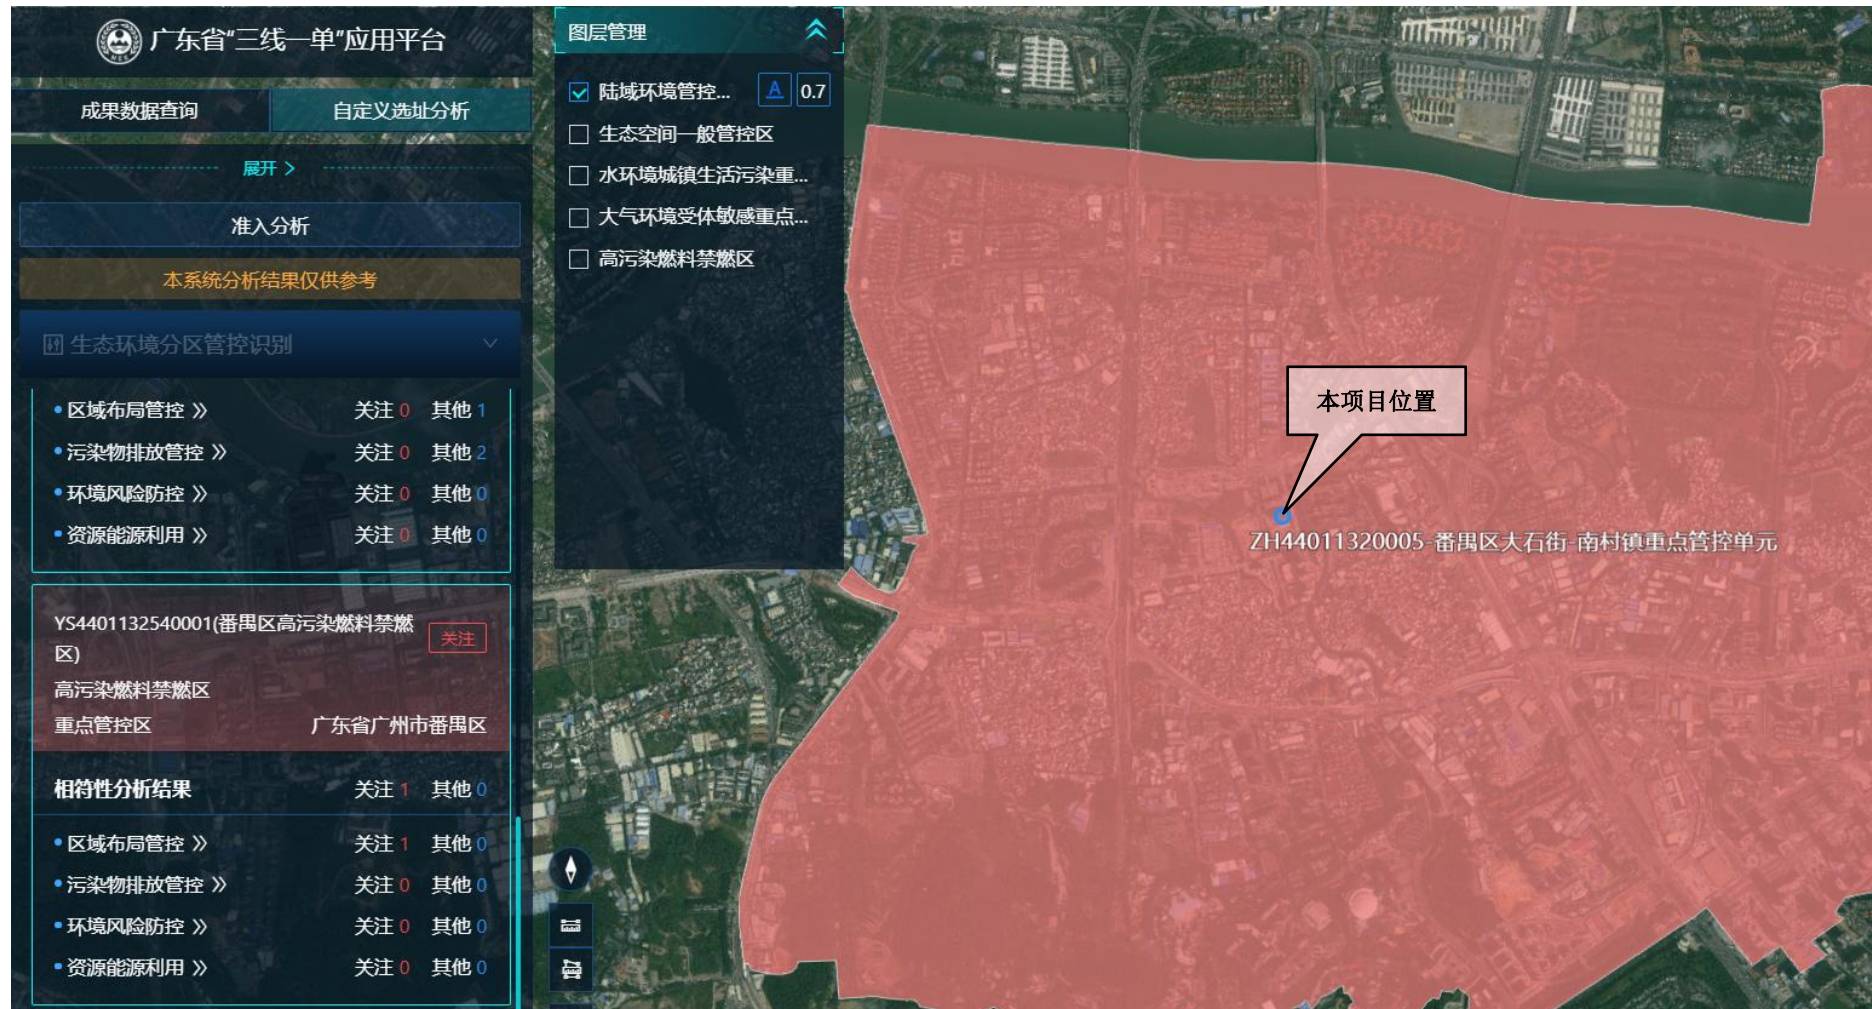 广东省“三线一单”应用平台
成果数据查询
自定义选址分析
展开 >
准入分析
本系统分析结果仅供参考
生态环境分区管控识别
区域布局管控 关注 0 其他 1
污染物排放管控 关注 0 其他 2
环境风险防控 关注 0 其他 0
资源能源利用 关注 0 其他 0
YS4401132540001(番禺区高污染燃料禁燃
区)
关注
高污染燃料禁燃区
重点管控区 广东省广州市番禺区
相符性分析结果 关注 1 其他 0
区域布局管控 关注 1 其他 0
污染物排放管控 关注 0 其他 0
环境风险防控 关注 0 其他 0
资源能源利用 关注 0 其他 0
图层管理
陆域环境管控... A 0.7
生态空间一般管控区
水环境城镇生活污染重...
大气环境受体敏感重点...
高污染燃料禁燃区
本项目位置
ZH44011320005-番禺区大石街-南村镇重点管控单元